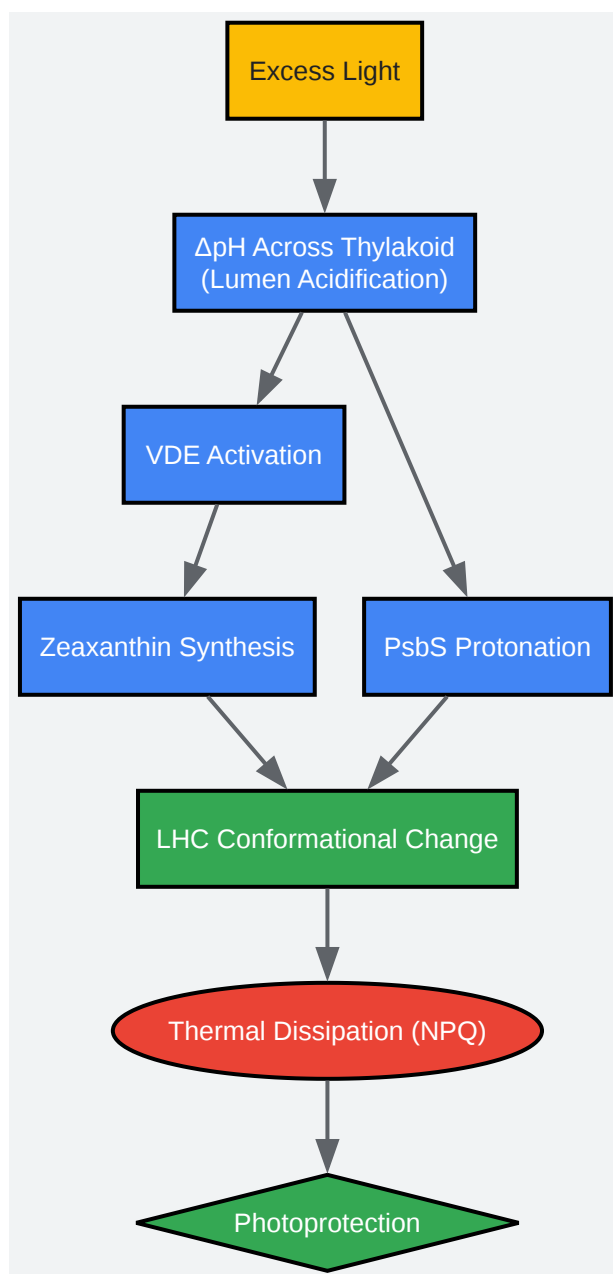 Excess Light
ΔpH Across Thylakoid
(Lumen Acidification)
VDE Activation
Zeaxanthin Synthesis
PsbS Protonation
LHC Conformational Change
Thermal Dissipation (NPQ)
Photoprotection